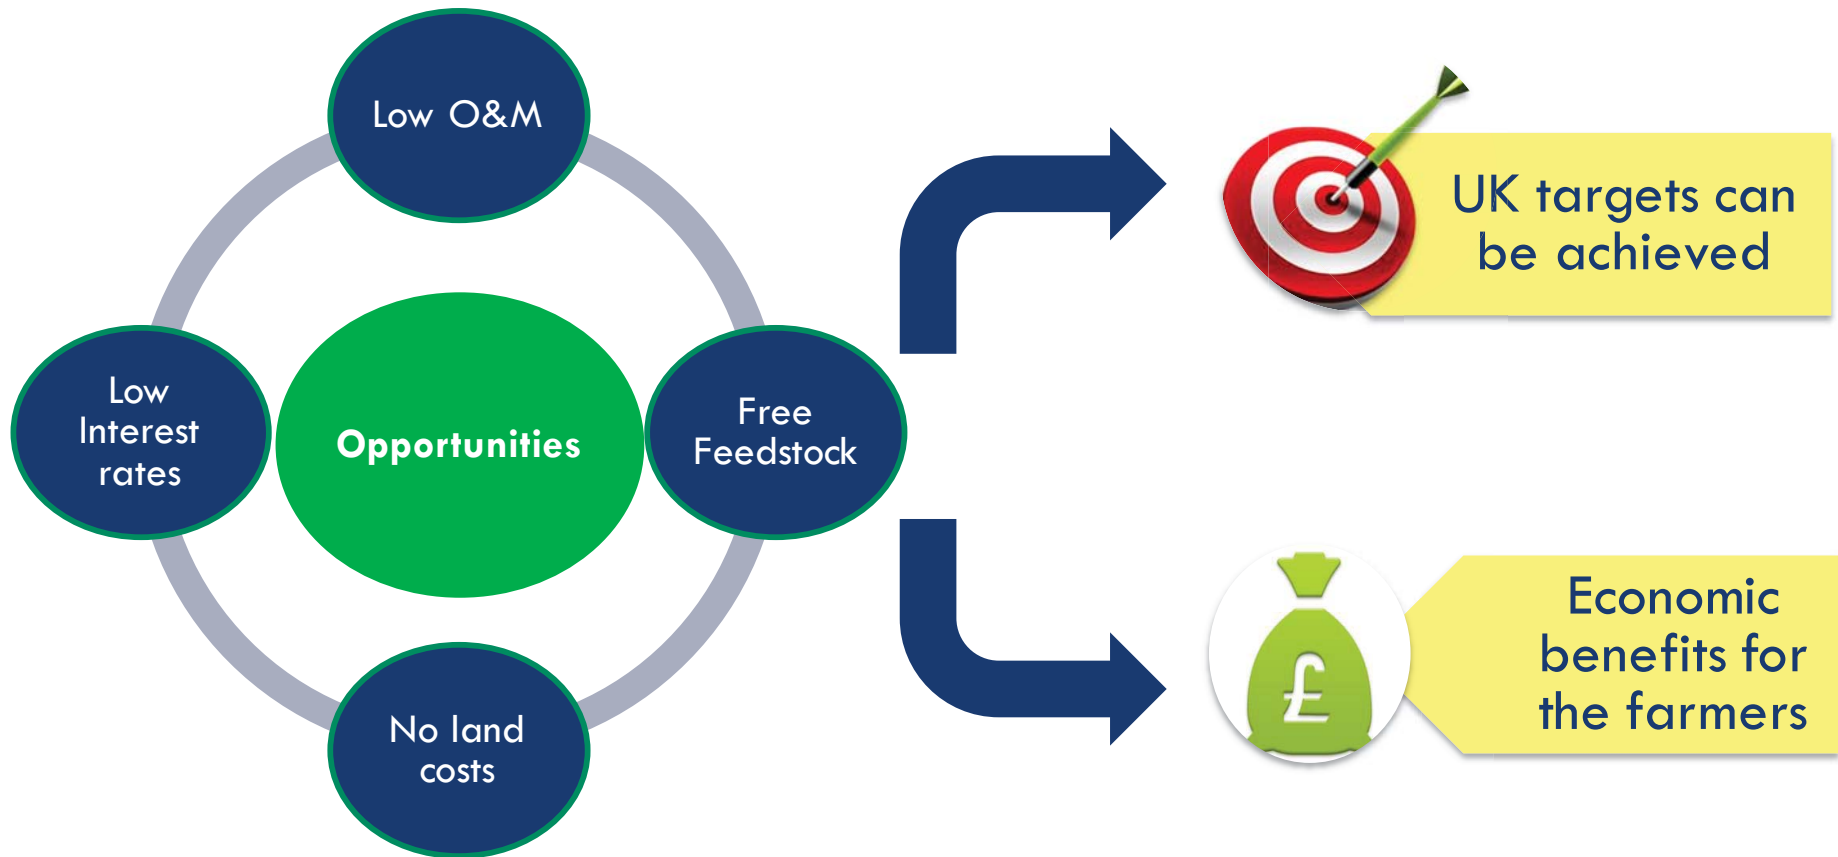 Low O&M
Low
Interest
rates
Opportunities
Free
Feedstock
No land
costs
UK targets can
be achieved
£
Economic
benefits for
the farmers